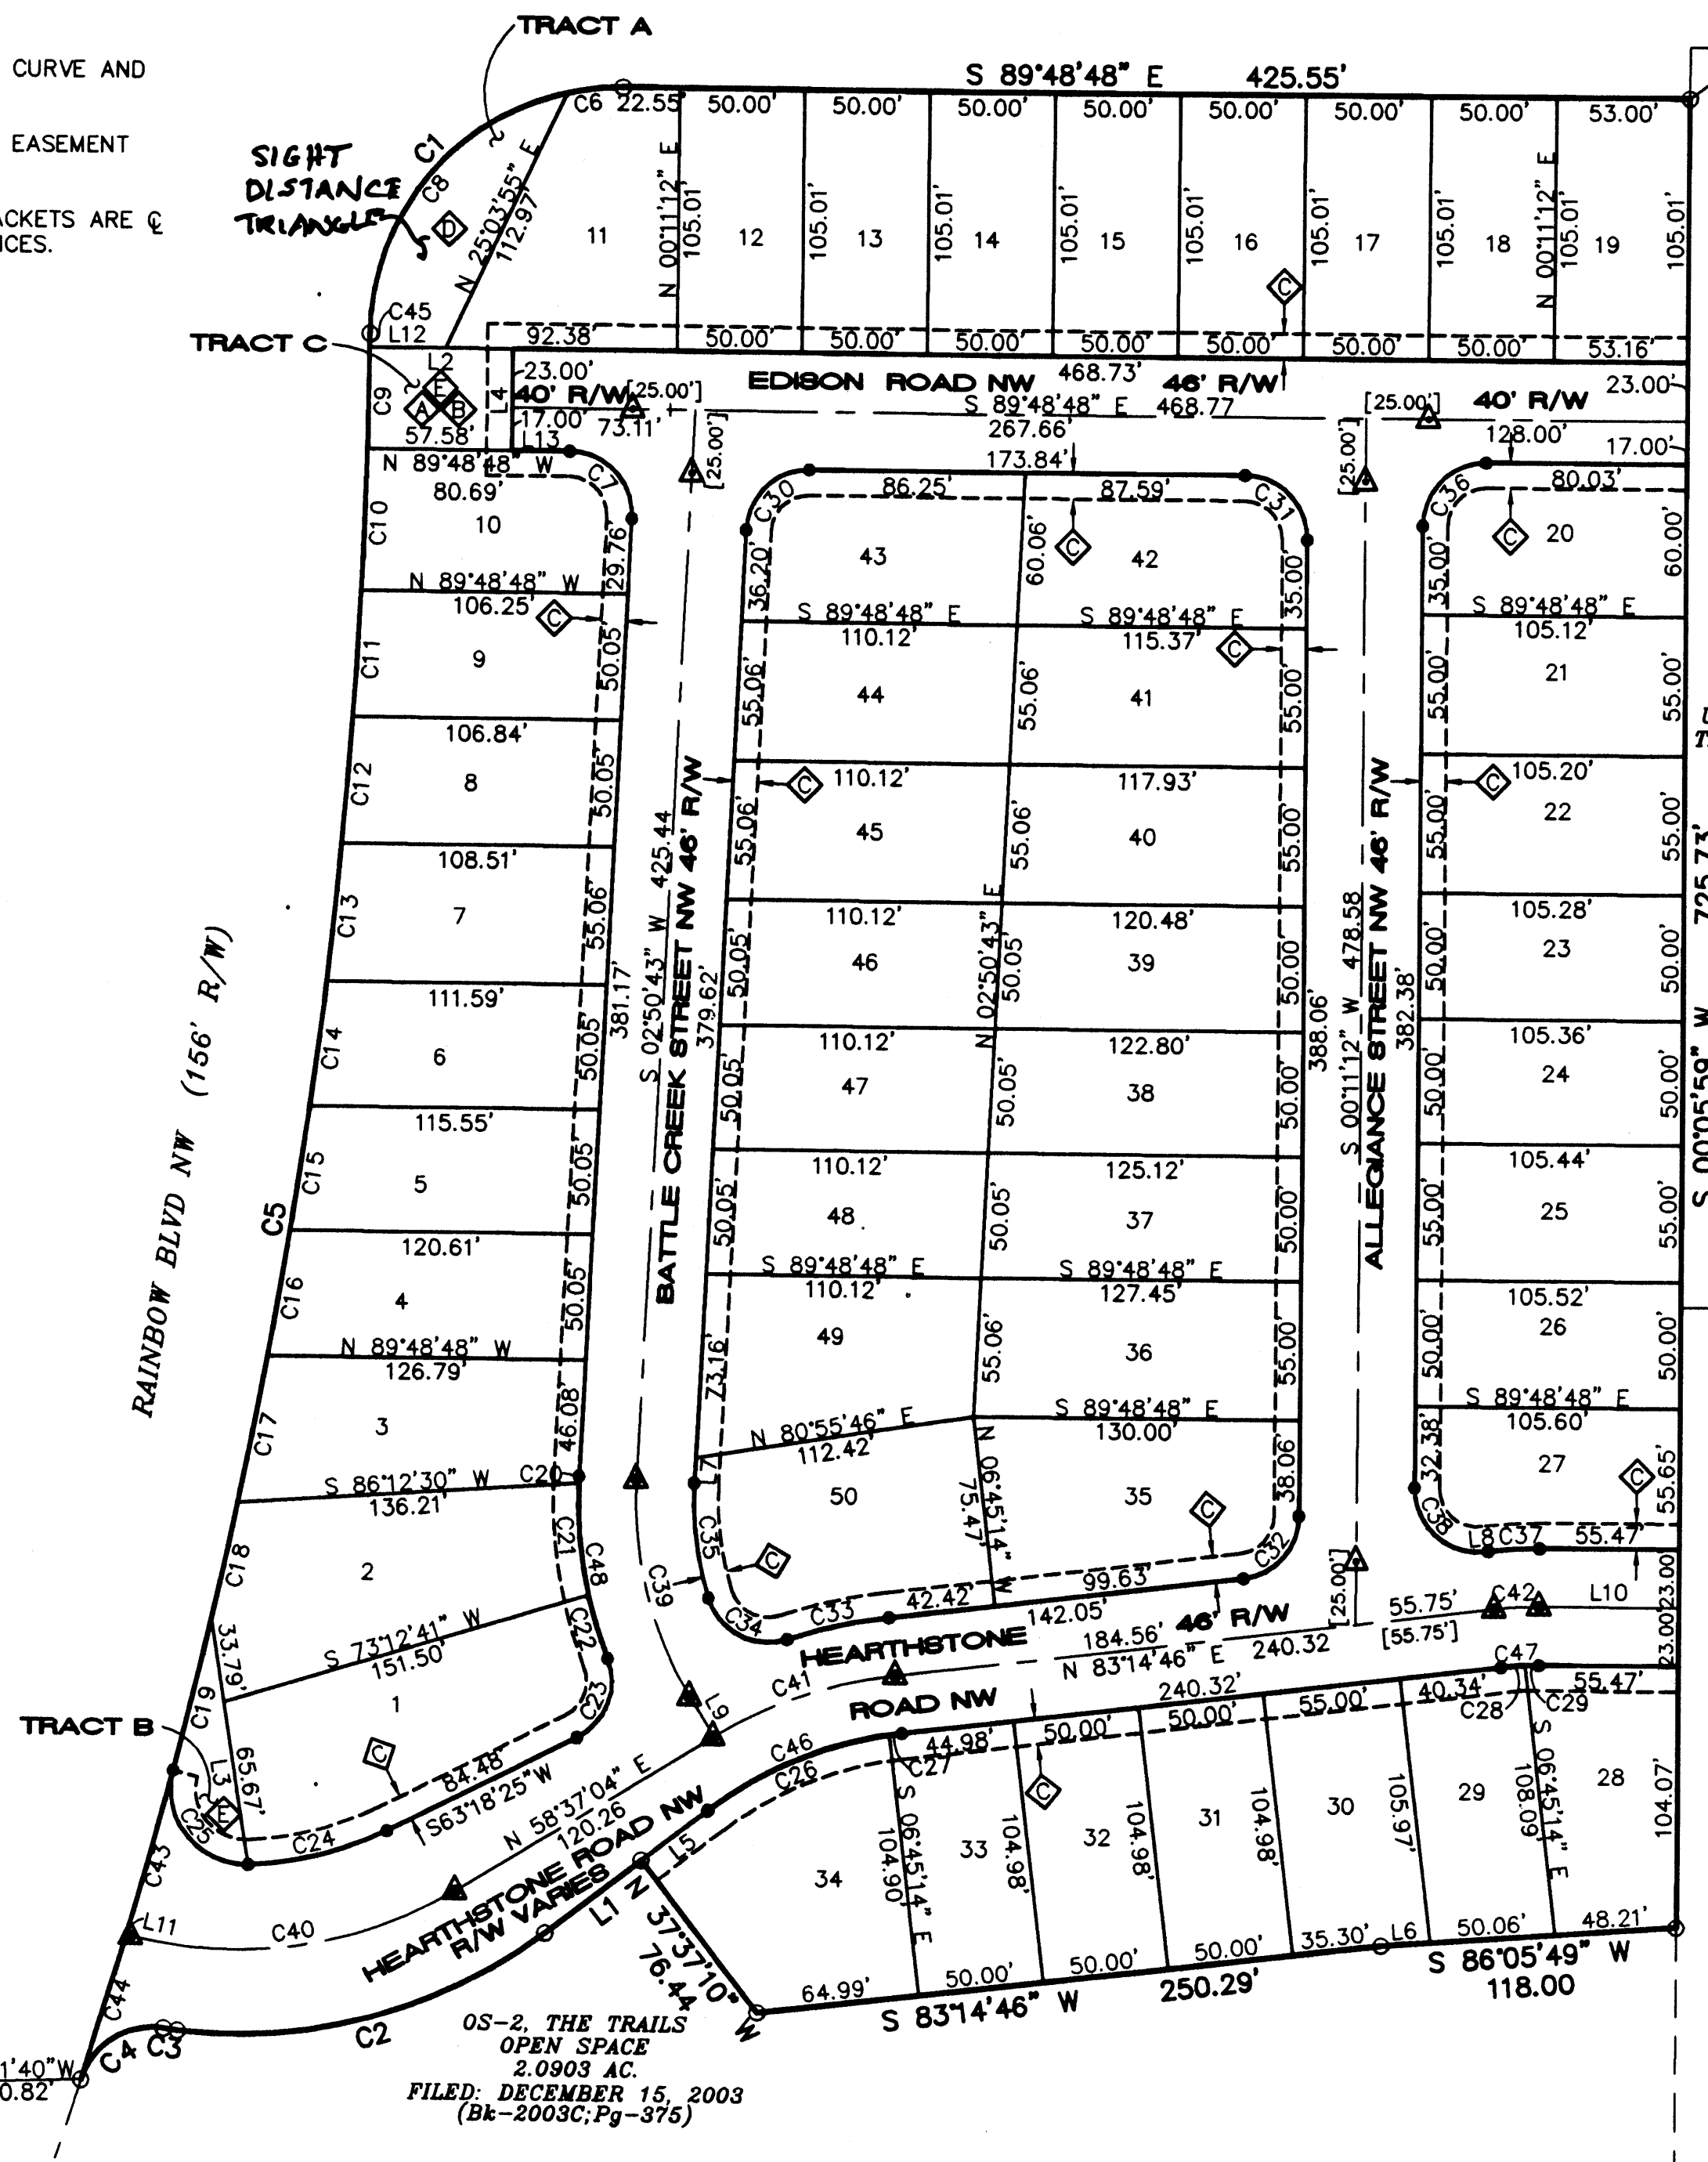 TRACT A
CURVE AND
S 89°48'48" E 425.55'
C6 22.55' 50.00' 50.00' 50.00' 50.00' 50.00' 50.00' 50.00' 53.00'
EASEMENT
C1
SIGHT
DISTANCE
TRIANGLE
C8
D
ACKETS ARE ℄
ICES.
N 25°03'55" E
112.97'
N 00°11'12" E
105.01'
105.01'
105.01'
105.01'
105.01'
105.01'
105.01'
N 00°11'12" E
105.01'
105.01'
11 12 13 14 15 16 17 18 19
C
C45
L12
TRACT C
92.38' 50.00' 50.00' 50.00' 50.00' 50.00' 50.00' 50.00' 53.16'
L2
E
A B
C9
57.58'
L4
23.00'
40' R/W
[25.00']
17.00'
73.11'
L13
EDISON ROAD NW 468.73' 46' R/W
S 89°48'48" E 468.77
267.66'
[25.00']
40' R/W
23.00'
128.00'
17.00'
N 89°48'48" W
80.69'
C7
[25.00']
173.84'
[25.00']
80.03'
C10
10
29.76'
C30
86.25'
87.59'
C31
C36
C
20
60.00'
43
36.20'
60.06'
C
42
35.00'
35.00'
N 89°48'48" W
106.25'
C
S 89°48'48" E
110.12'
S 89°48'48" E
115.37'
C
S 89°48'48" E
105.12'
C11
9
50.05'
44
55.06'
55.06'
41
55.00'
55.00'
21
55.00'
106.84'
C12
8
50.05'
110.12'
C
117.93'
C
105.20'
45
55.06'
55.06'
40
55.00'
55.00'
22
55.00'
108.51'
C13
7
55.06'
110.12'
120.48'
105.28'
46
50.05'
N 02°50'43" E
50.05'
39
50.00'
50.00'
23
50.00'
RAINBOW BLVD NW (156' R/W)
111.59'
C14
6
50.05'
381.17'
S 02°50'43" W 425.44
BATTLE CREEK STREET NW 46' R/W
379.62'
110.12'
122.80'
388.06'
S 00°11'12" W 478.58
ALLEGIANCE STREET NW 46' R/W
382.38'
105.36'
47
50.05'
50.05'
38
50.00'
50.00'
24
50.00'
S 00°05'59" W 725.73'
115.55'
C15
C5
5
50.05'
110.12'
125.12'
105.44'
48
50.05'
50.05'
37
50.00'
55.00'
25
55.00'
120.61'
C16
4
50.05'
S 89°48'48" E
110.12'
S 89°48'48" E
127.45'
105.52'
49
73.16'
55.06'
36
55.00'
50.00'
26
50.00'
N 89°48'48" W
126.79'
C17
3
46.08'
S 89°48'48" E
130.00'
S 89°48'48" E
105.60'
N 80°55'46" E
112.42'
L7
50
N 06°45'14" W
75.47'
35
38.06'
32.38'
27
55.65'
C
S 86°12'30" W
136.21'
C20
C18
2
C21
C48
C35
C
C39
C34
C33
42.42'
99.63'
C
C32
C38
L8 C37
55.47'
142.05'
46' R/W
[25.00']
55.75'
C42
L10
23.00'
[55.75']
23.00'
S 73°12'41" W
151.50'
C22
33.79'
HEARTHSTONE
ROAD NW
184.56'
N 83°14'46" E 240.32
C47
240.32'
C19
1
C23
L9
C41
TRACT B
C
84.48'
S63°18'25"W
C46
C26
44.98'
C27
50.00'
50.00'
55.00'
40.34'
C28
C29
55.47'
L3
65.67'
E
C25
C24
N 58°37'04" E
120.26
L5
C
S 06°45'14" E
104.90'
104.98'
104.98'
104.98'
105.97'
S 06°45'14" E
108.09'
104.07'
34 33 32 31 30 29 28
C43
L11
C40
HEARTHSTONE ROAD NW
R/W VARIES
L1
N 37°37'10" W
76.44
64.99' 50.00' 50.00' 50.00' 35.30' L6 50.06' 48.21'
S 83°14'46" W 250.29'
S 86°05'49" W
118.00
C44
C4
C3
C2
1'40"W
0.82'
OS-2, THE TRAILS
OPEN SPACE
2.0903 AC.
FILED: DECEMBER 15, 2003
(Bk-2003C;Pg-375)